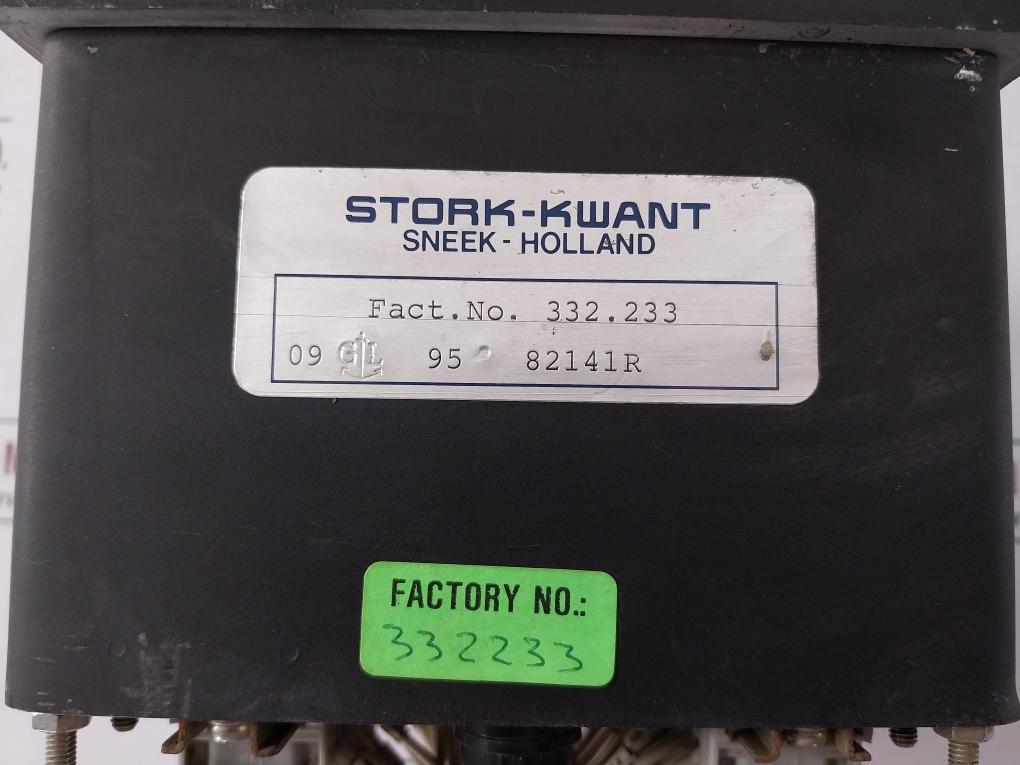 STORK-KWANT
SNEEK - HOLLAND
Fact.No. 332.233
09 GL 95 82141R
FACTORY NO.:
332233